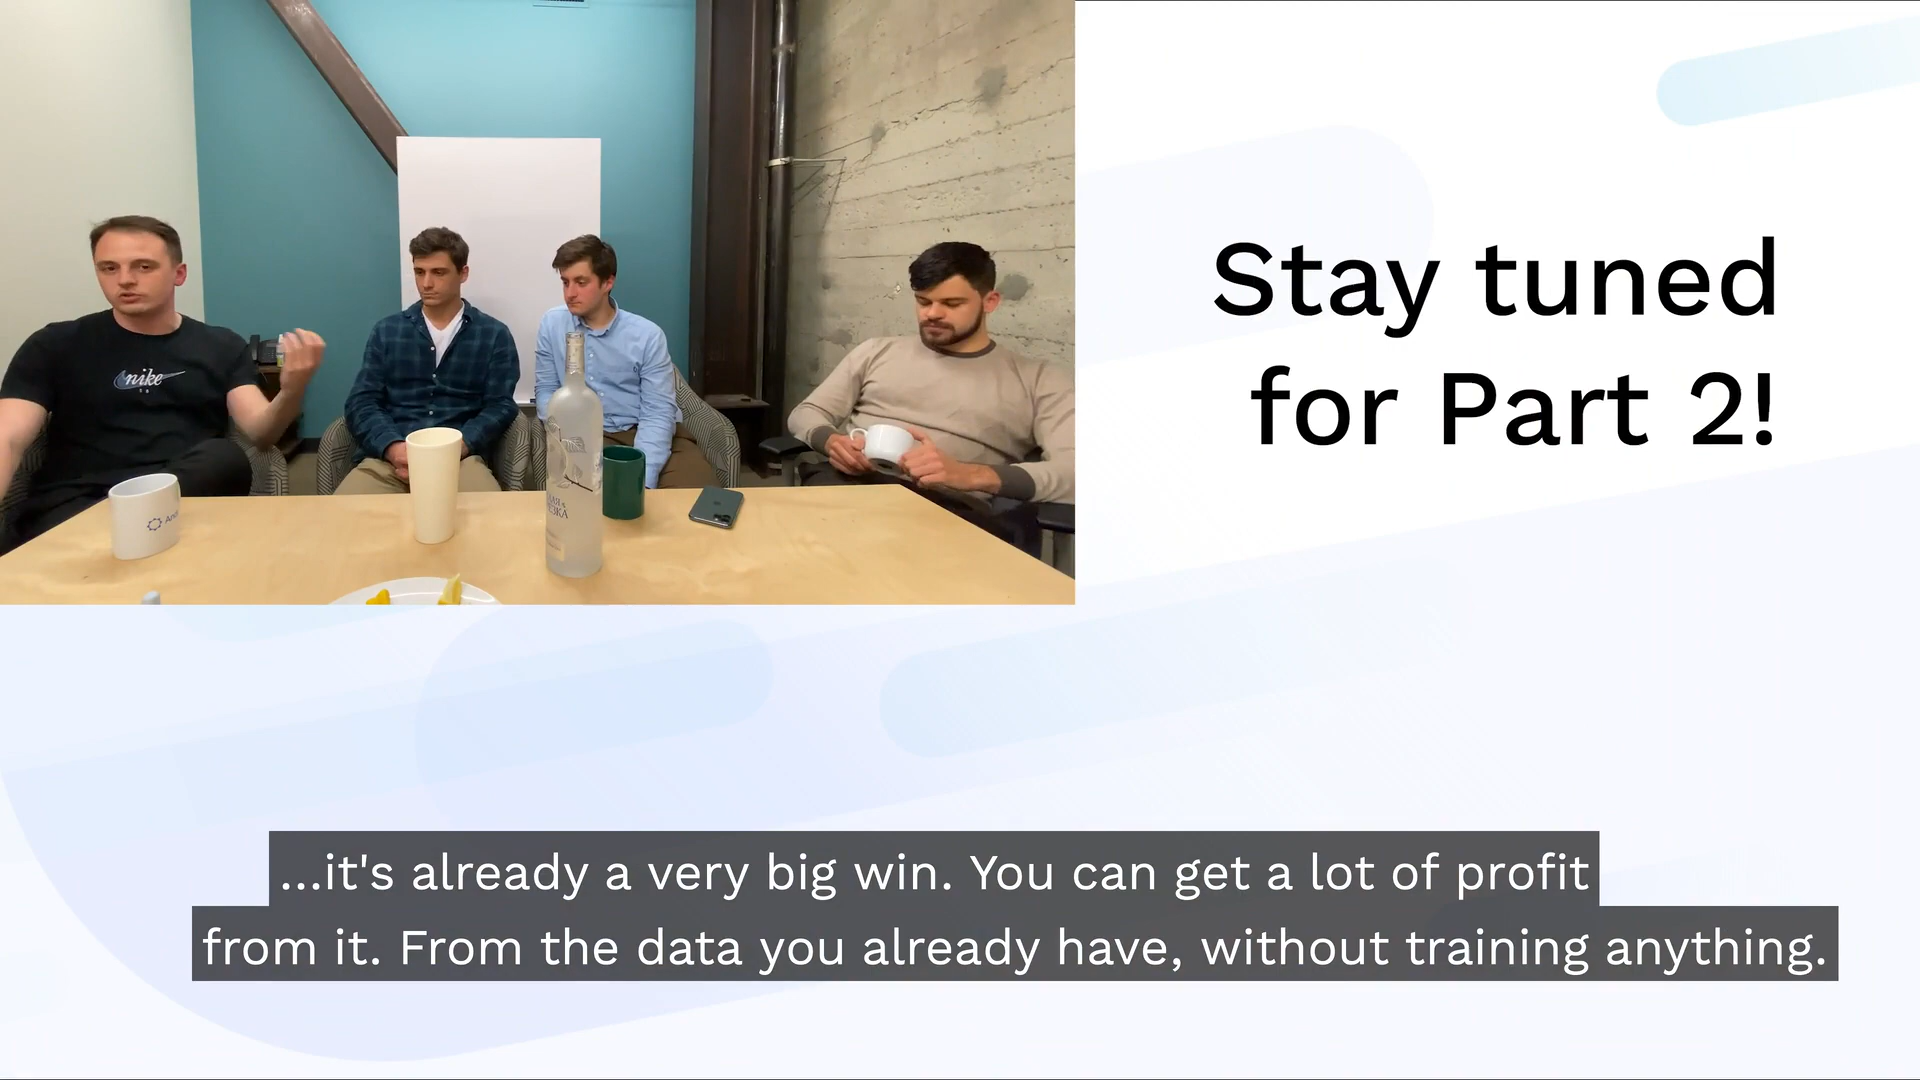 nike
Stay tuned
for Part 2!
...it's already a very big win. You can get a lot of profit
from it. From the data you already have, without training anything.